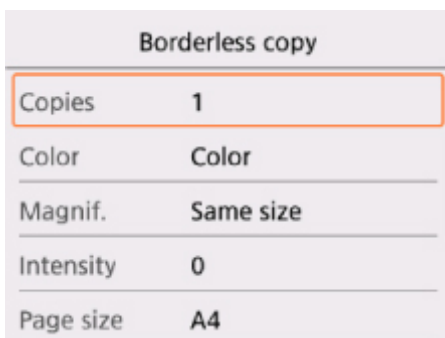 Borderless copy
Copies 1
Color Color
Magnif. Same size
Intensity 0
Page size A4